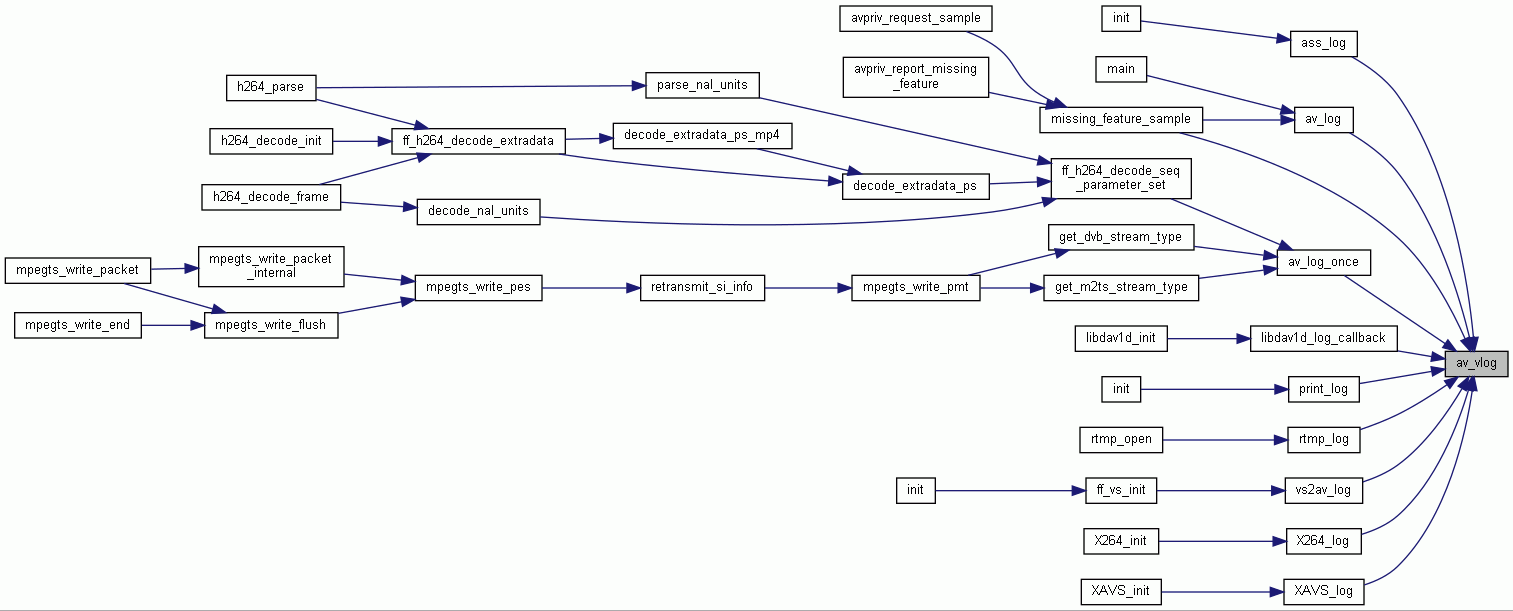 avpriv_request_sample
init
ass_log
avpriv_report_missing
_feature
main
h264_parse
parse_nal_units
missing_feature_sample
av_log
h264_decode_init
ff_h264_decode_extradata
decode_extradata_ps_mp4
ff_h264_decode_seq
_parameter_set
decode_extradata_ps
h264_decode_frame
decode_nal_units
get_dvb_stream_type
av_log_once
mpegts_write_packet
mpegts_write_packet
_internal
mpegts_write_pes
retransmit_si_info
mpegts_write_pmt
get_m2ts_stream_type
mpegts_write_end
mpegts_write_flush
libdav1d_init
libdav1d_log_callback
av_vlog
init
print_log
rtmp_open
rtmp_log
init
ff_vs_init
vs2av_log
X264_init
X264_log
XAVS_init
XAVS_log